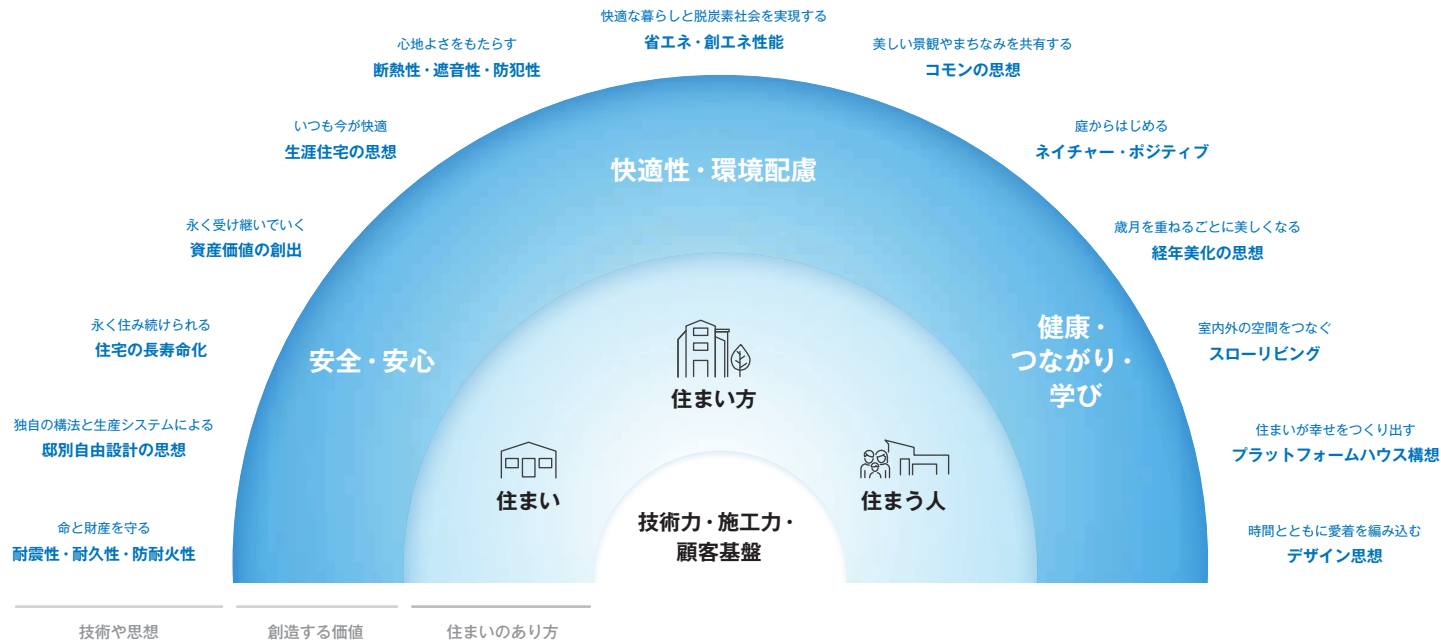 快適な暮らしと脱炭素社会を実現する
省エネ・創エネ性能
心地よさをもたらす
断熱性・遮音性・防犯性
美しい景観やまちなみを共有する
コモンの思想
いつも今が快適
生涯住宅の思想
庭からはじめる
ネイチャー・ポジティブ
永く受け継いでいく
資産価値の創出
歳月を重ねるごとに美しくなる
経年美化の思想
永く住み続けられる
住宅の長寿命化
室内外の空間をつなぐ
スローリビング
独自の構法と生産システムによる
邸別自由設計の思想
住まいが幸せをつくり出す
プラットフォームハウス構想
命と財産を守る
耐震性・耐久性・防耐火性
時間とともに愛着を編み込む
デザイン思想
快適性・環境配慮
安全・安心
健康・
つながり・
学び
住まい方
住まい
住まう人
技術力・施工力・
顧客基盤
技術や思想
創造する価値
住まいのあり方